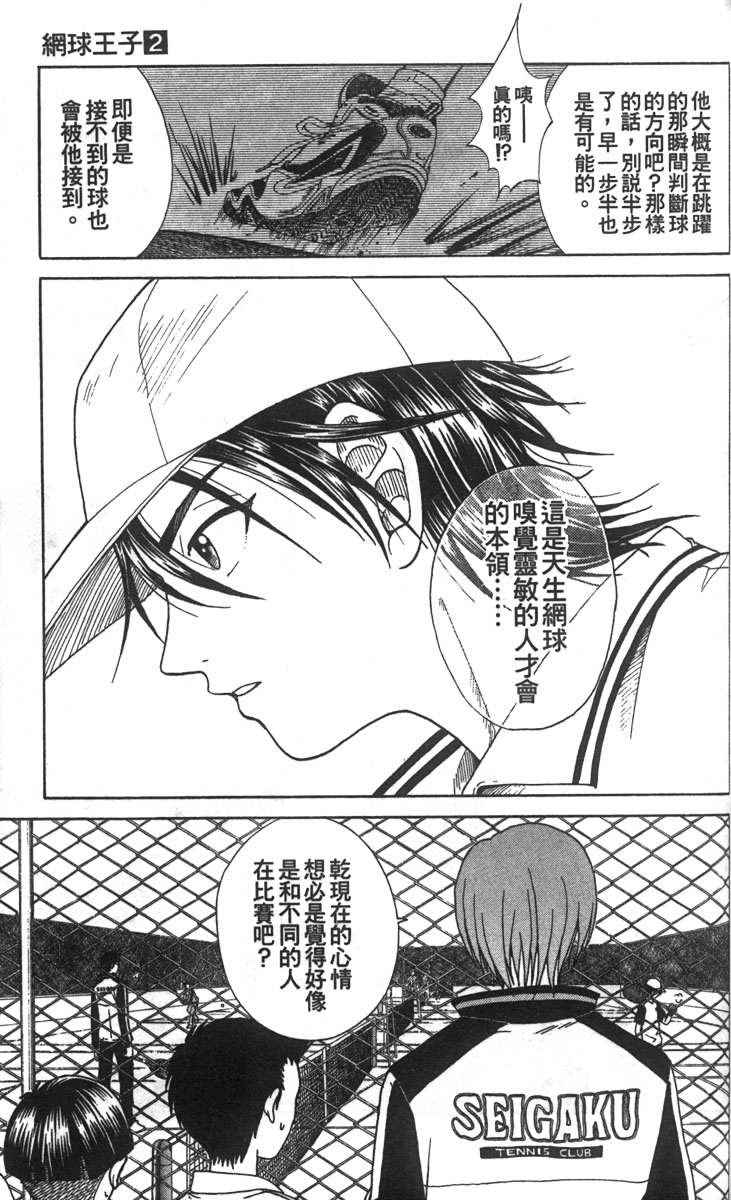 網球王子2
他大概是在跳躍
的那瞬間判斷球
的方向吧？那樣
的話，別説半步
了，早一步半也
是有可能的。
咦——
眞的嗎!?
即便是
接不到的球也
會被他接到。
這是天生網球
嗅覺靈敏的人才會
的本領……
乾現在的心情
想必是覺得好像
是和不同的人
在比賽吧？
SEIGAKU
TENNIS CLUB